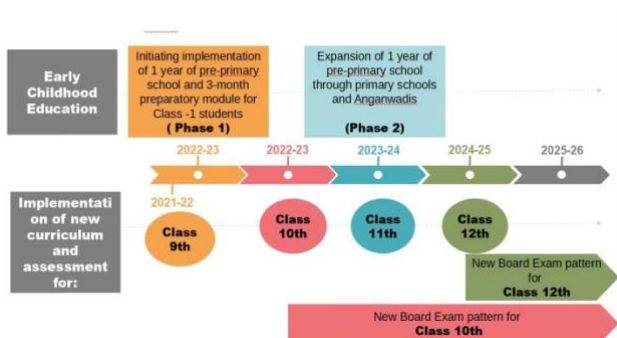 Early
Childhood
Education
Initiating implementation
of 1 year of pre-primary
school and 3-month
preparatory module for
Class -1 students
( Phase 1)
Expansion of 1 year of
pre-primary school
through primary schools
and Anganwadis
(Phase 2)
2022-23
2022-23
2023-24
2024-25
2025-26
2021-22
Implementati
on of new
curriculum
and
assessment
for:
Class
9th
Class
10th
Class
11th
Class
12th
New Board Exam pattern
for
Class 12th
New Board Exam pattern for
Class 10th